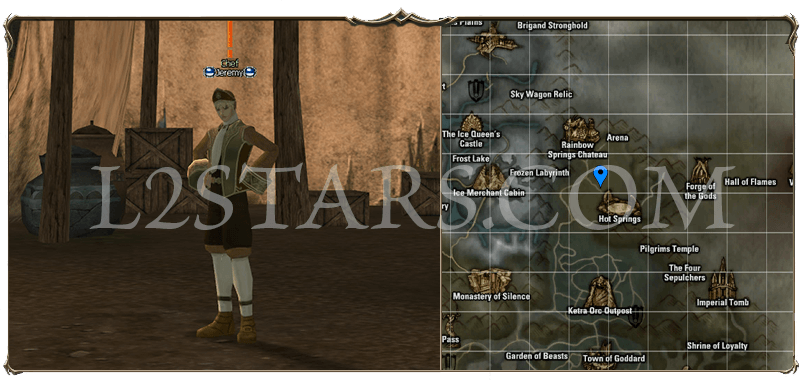 Chef
Jeremy
L2STARS.COM
Plains
Brigand Stronghold
Sky Wagon Relic
The Ice Queen's
Castle
Rainbow
Springs Chateau
Arena
Frost Lake
Frozen Labyrinth
Ice Merchant Cabin
Forge of
the Gods
Hall of Flames
Hot Springs
Pilgrims Temple
The Four
Sepulchers
Monastery of Silence
Ketra Orc Outpost
Imperial Tomb
Pass
Garden of Beasts
Town of Goddard
Shrine of Loyalty